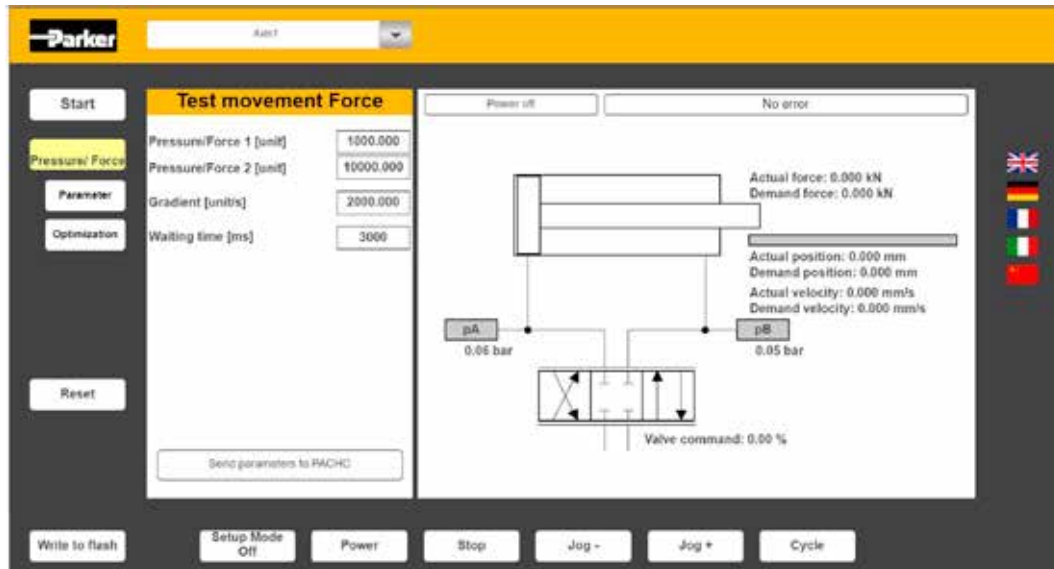 Parker
Axis1
Start
Pressure/ Force
Parameter
Optimization
Reset
Write to flash
Test movement Force
Pressure/Force 1 [unit]
1000.000
Pressure/Force 2 [unit]
10000.000
Gradient [unit/s]
2000.000
Waiting time [ms]
3000
Send parameters to PACHC
Power off
No error
Actual force: 0.000 kN
Demand force: 0.000 kN
Actual position: 0.000 mm
Demand position: 0.000 mm
Actual velocity: 0.000 mm/s
Demand velocity: 0.000 mm/s
pA
0.06 bar
pB
0.05 bar
Valve command: 0.00 %
Setup Mode
Off
Power
Stop
Jog -
Jog +
Cycle